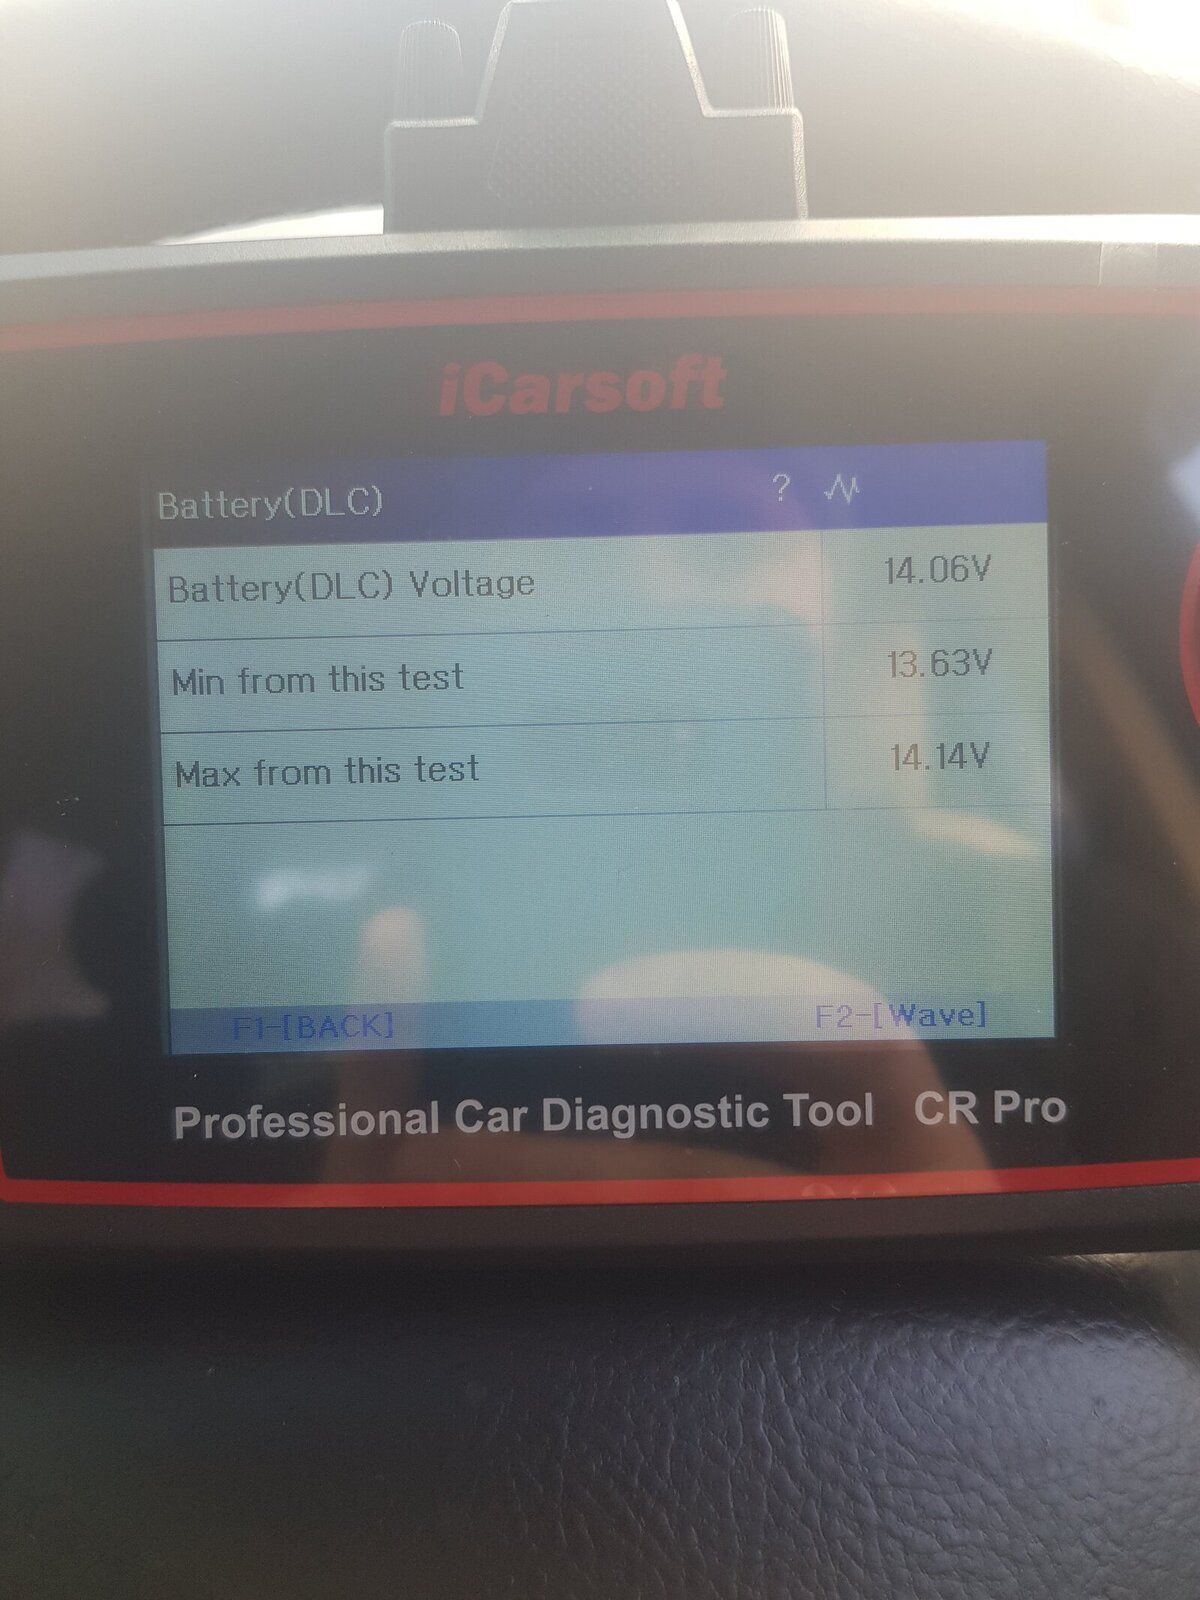 iCarsoft
Battery(DLC) ?
Battery(DLC) Voltage 14.06V
Min from this test 13.63V
Max from this test 14.14V
F1-[BACK] F2-[Wave]
Professional Car Diagnostic Tool CR Pro